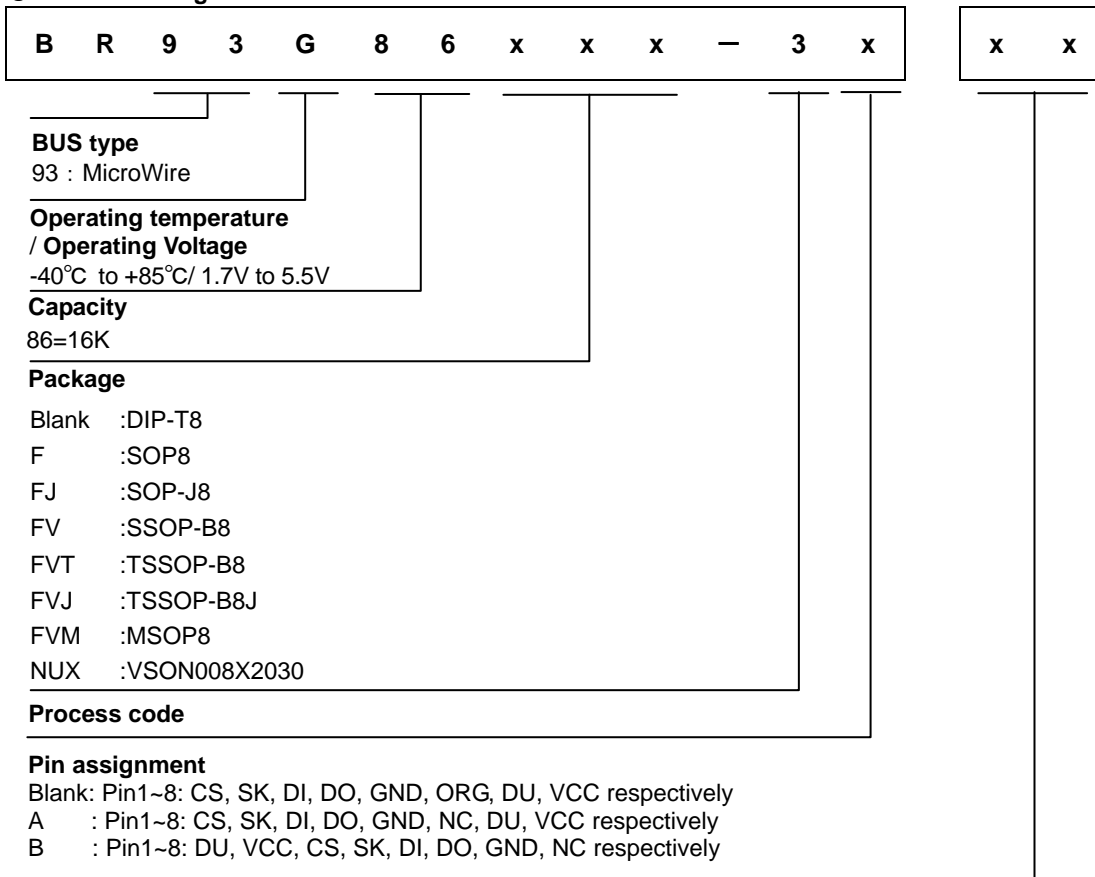 B R 9 3 G 8 6 x x x － 3 x x x
BUS type
93 : MicroWire
Operating temperature
/ Operating Voltage
-40℃ to +85℃/ 1.7V to 5.5V
Capacity
86=16K
Package
Blank :DIP-T8
F :SOP8
FJ :SOP-J8
FV :SSOP-B8
FVT :TSSOP-B8
FVJ :TSSOP-B8J
FVM :MSOP8
NUX :VSON008X2030
Process code
Pin assignment
Blank: Pin1~8: CS, SK, DI, DO, GND, ORG, DU, VCC respectively
A : Pin1~8: CS, SK, DI, DO, GND, NC, DU, VCC respectively
B : Pin1~8: DU, VCC, CS, SK, DI, DO, GND, NC respectively